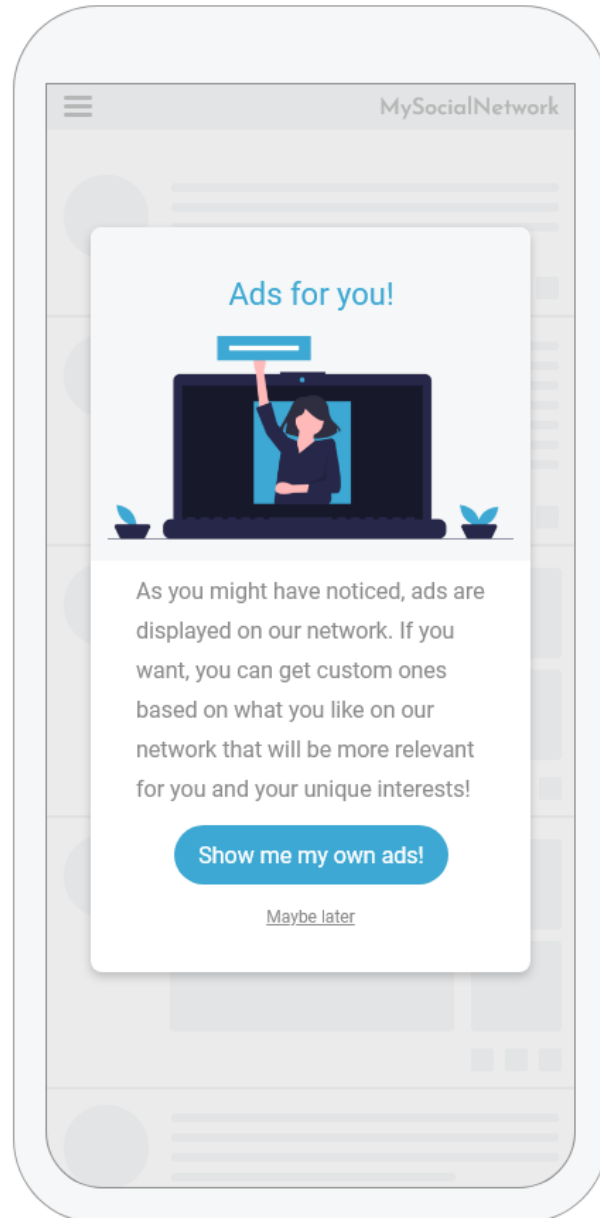 MySocialNetwork
Ads for you!
As you might have noticed, ads are
displayed on our network. If you
want, you can get custom ones
based on what you like on our
network that will be more relevant
for you and your unique interests!
Show me my own ads!
Maybe later